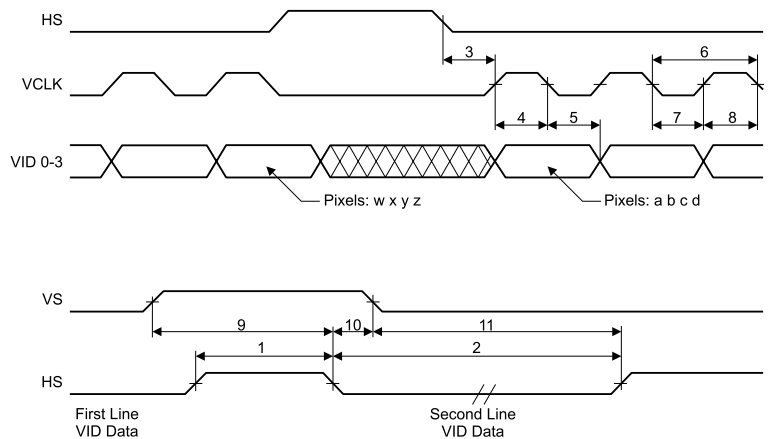 HS
3
6
VCLK
4
5
7
8
VID 0-3
Pixels: w x y z
Pixels: a b c d
VS
9
10
11
1
2
HS
First Line
VID Data
Second Line
VID Data